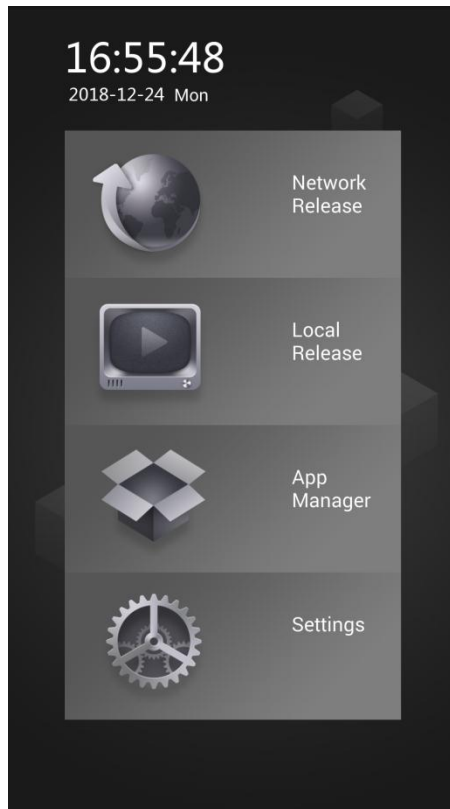 16:55:48
2018-12-24 Mon
Network
Release
Local
Release
App
Manager
Settings